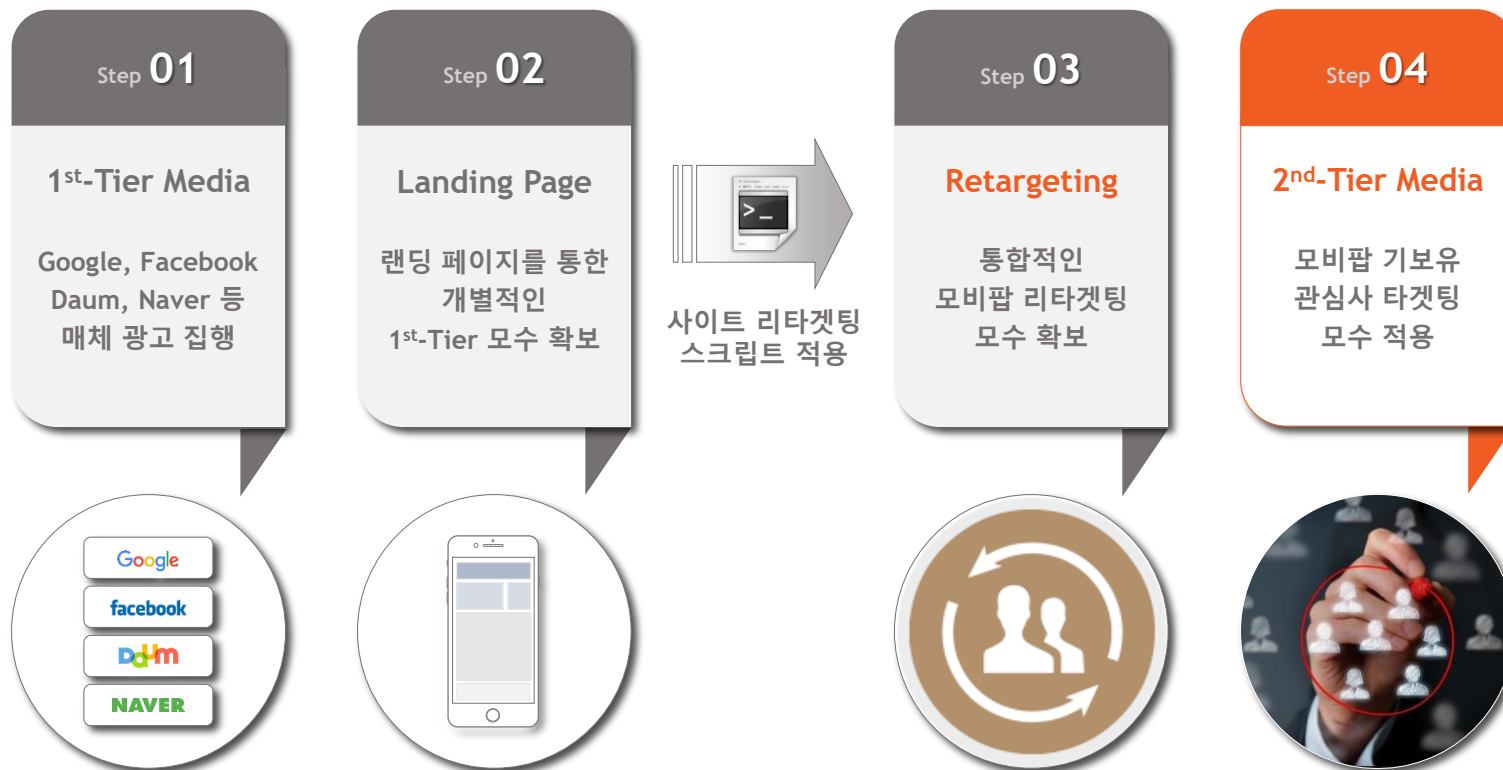 Step 01
1st-Tier Media
Google, Facebook
Daum, Naver 등
매체 광고 집행
Google
facebook
Daum
NAVER
Step 02
Landing Page
랜딩 페이지를 통한
개별적인
1st-Tier 모수 확보
>_
사이트 리타겟팅
스크립트 적용
Step 03
Retargeting
통합적인
모비팝 리타겟팅
모수 확보
Step 04
2nd-Tier Media
모비팝 기보유
관심사 타겟팅
모수 적용